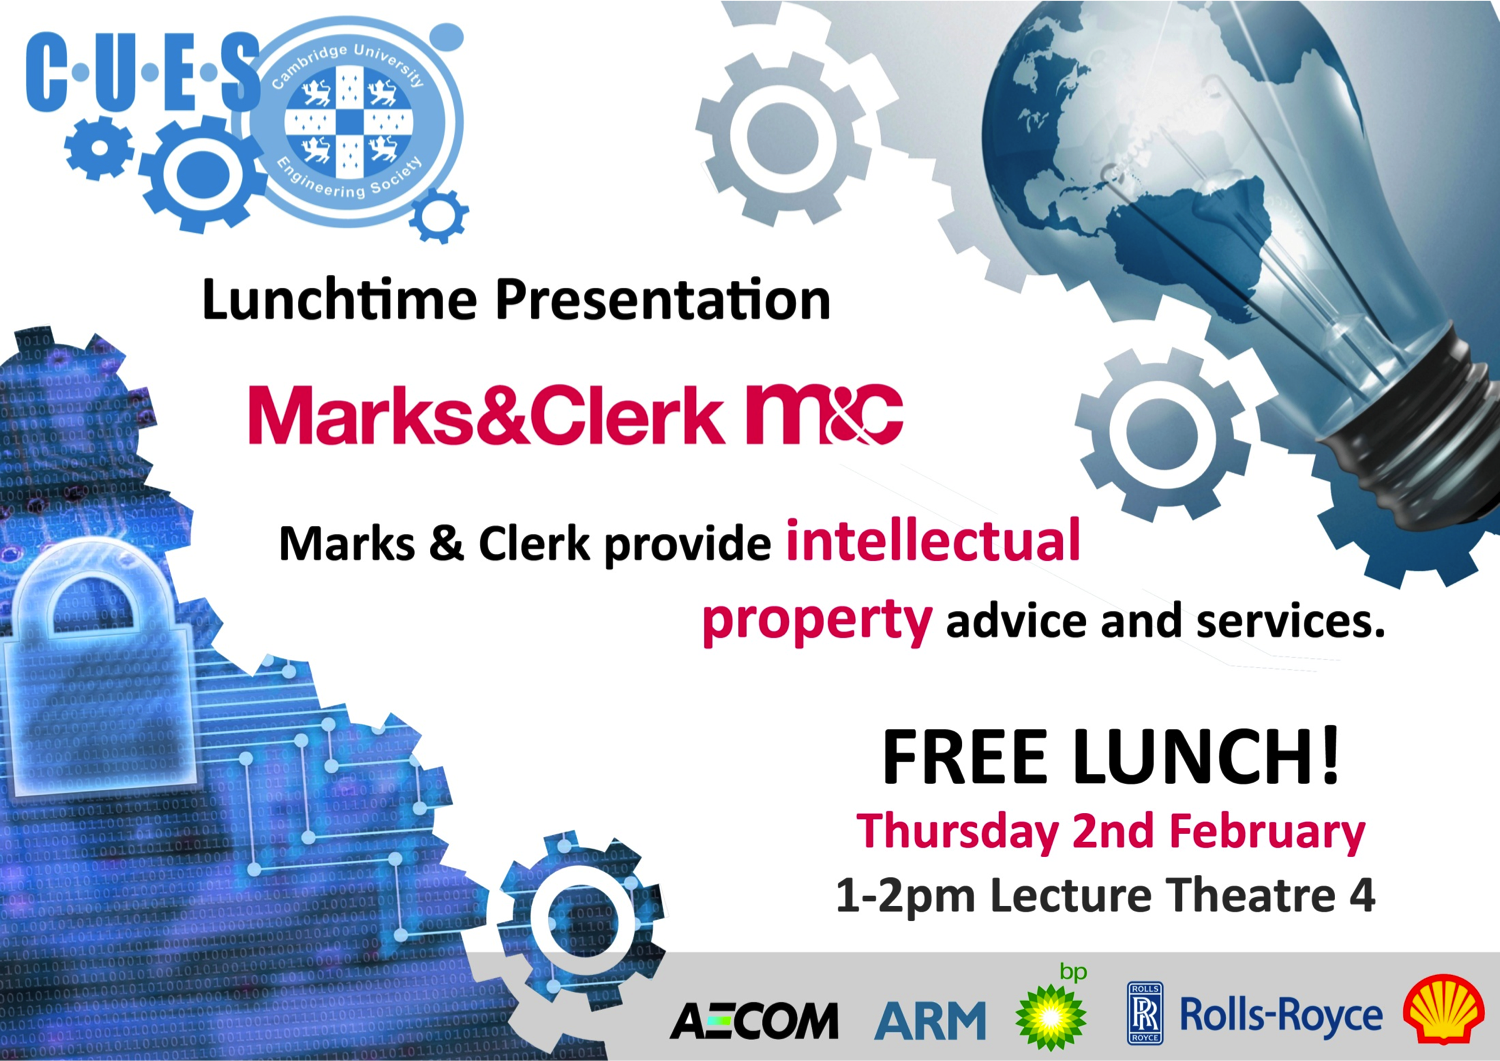 C·U·E·S
Cambridge University
Engineering Society
Lunchtime Presentation
Marks&Clerk m&c
Marks & Clerk provide intellectual
property advice and services.
FREE LUNCH!
Thursday 2nd February
1-2pm Lecture Theatre 4
AECOM
ARM
bp
ROLLS
RR
ROYCE
Rolls-Royce